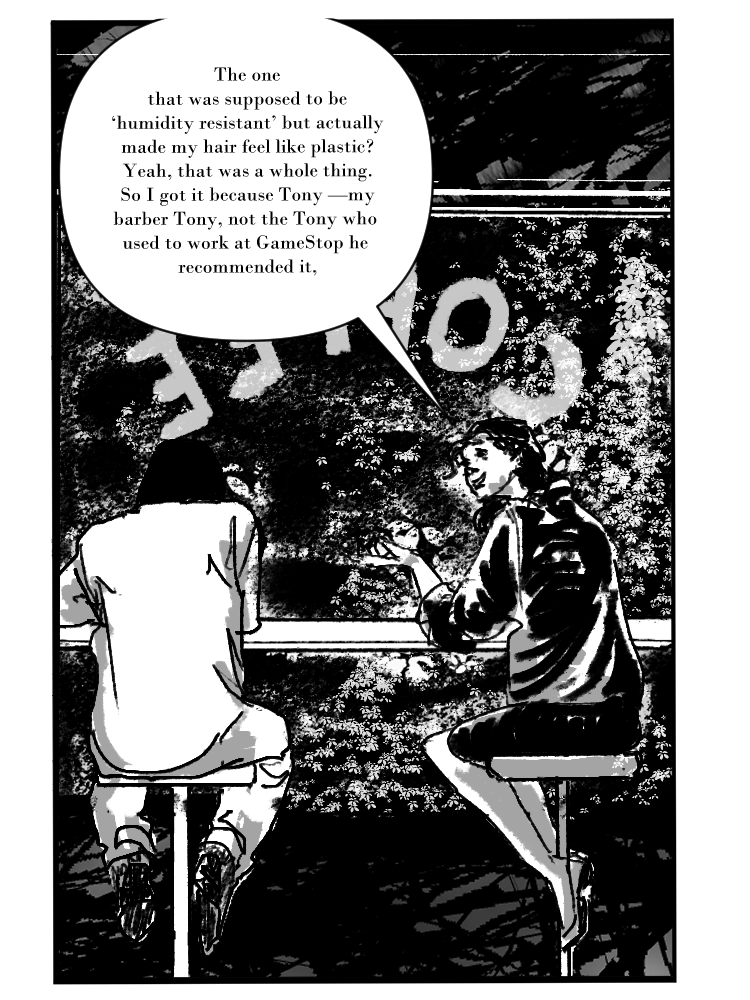 The one
that was supposed to be
‘humidity resistant’ but actually
made my hair feel like plastic?
Yeah, that was a whole thing.
So I got it because Tony —my
barber Tony, not the Tony who
used to work at GameStop he
recommended it,
COFFEE